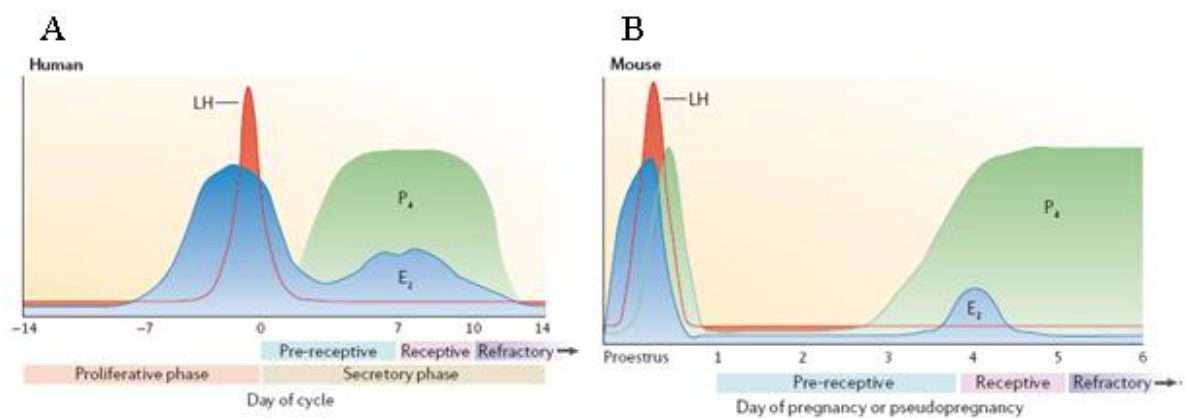 A
Human
LH
P₄
E₂
−14 −7 0 7 10 14
Pre-receptive Receptive Refractory
Proliferative phase Secretory phase
Day of cycle
B
Mouse
LH
P₄
E₂
Proestrus 1 2 3 4 5 6
Pre-receptive Receptive Refractory
Day of pregnancy or pseudopregnancy